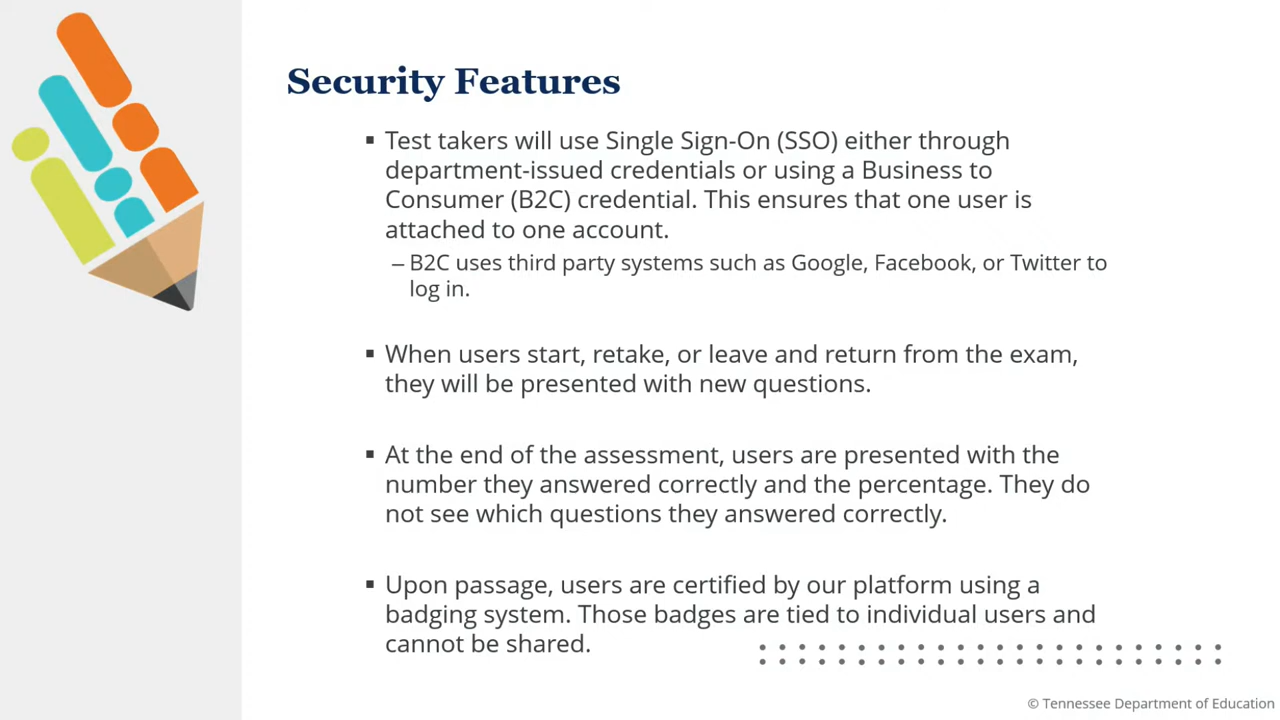 Security Features
▪ Test takers will use Single Sign-On (SSO) either through
department-issued credentials or using a Business to
Consumer (B2C) credential. This ensures that one user is
attached to one account.
– B2C uses third party systems such as Google, Facebook, or Twitter to
log in.
▪ When users start, retake, or leave and return from the exam,
they will be presented with new questions.
▪ At the end of the assessment, users are presented with the
number they answered correctly and the percentage. They do
not see which questions they answered correctly.
▪ Upon passage, users are certified by our platform using a
badging system. Those badges are tied to individual users and
cannot be shared.
© Tennessee Department of Education